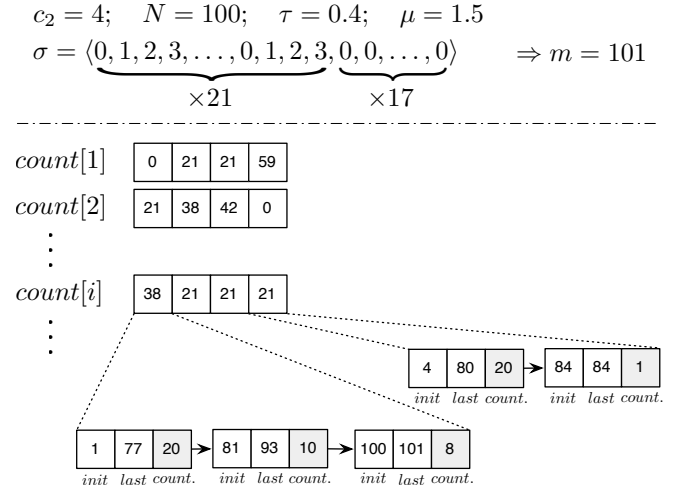 c₂ = 4; N = 100; τ = 0.4; μ = 1.5
σ = ⟨0, 1, 2, 3, . . . , 0, 1, 2, 3, 0, 0, . . . , 0⟩ ⇒ m = 101
×21 ×17
count[1] 0 21 21 59
count[2] 21 38 42 0
count[i] 38 21 21 21
4 80 20 84 84 1
init last count. init last count.
1 77 20 81 93 10 100 101 8
init last count. init last count. init last count.